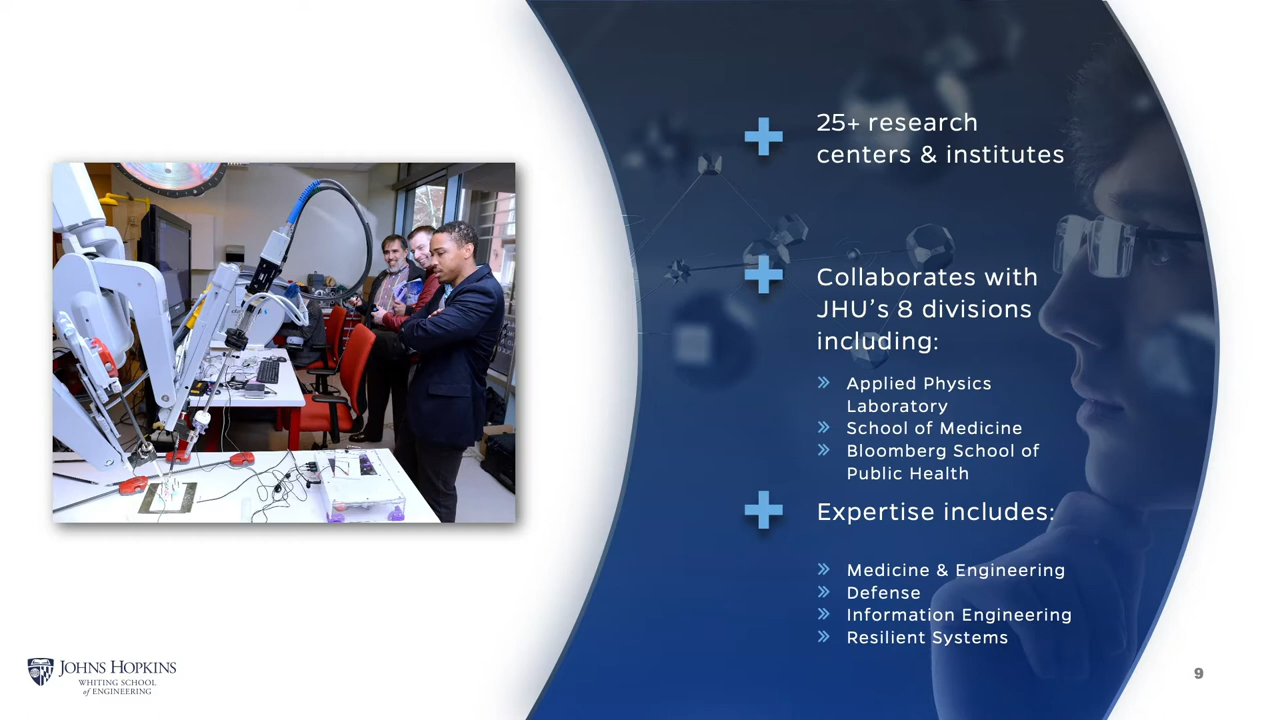 25+ research
centers & institutes
Collaborates with
JHU’s 8 divisions
including:
» Applied Physics
Laboratory
» School of Medicine
» Bloomberg School of
Public Health
Expertise includes:
» Medicine & Engineering
» Defense
» Information Engineering
» Resilient Systems
JOHNS HOPKINS
WHITING SCHOOL
of ENGINEERING
9